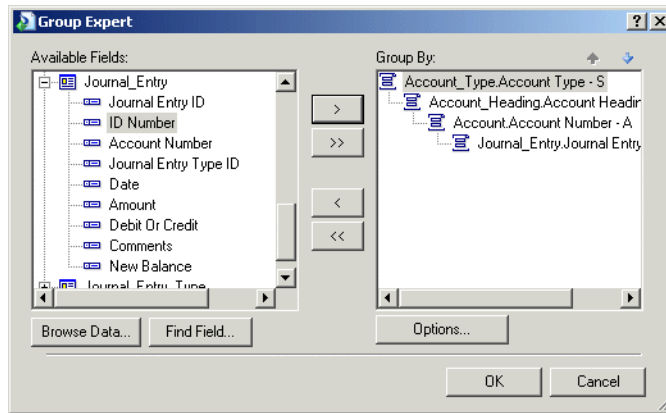 Group Expert
Available Fields:
Group By:
Journal_Entry
Journal Entry ID
ID Number
Account Number
Journal Entry Type ID
Date
Amount
Debit Or Credit
Comments
New Balance
Journal_Entry_Type
>
>>
<
<<
Account_Type.Account Type - S
Account_Heading.Account Headin
Account.Account Number - A
Journal_Entry.Journal Entry
Browse Data...
Find Field...
Options...
OK
Cancel